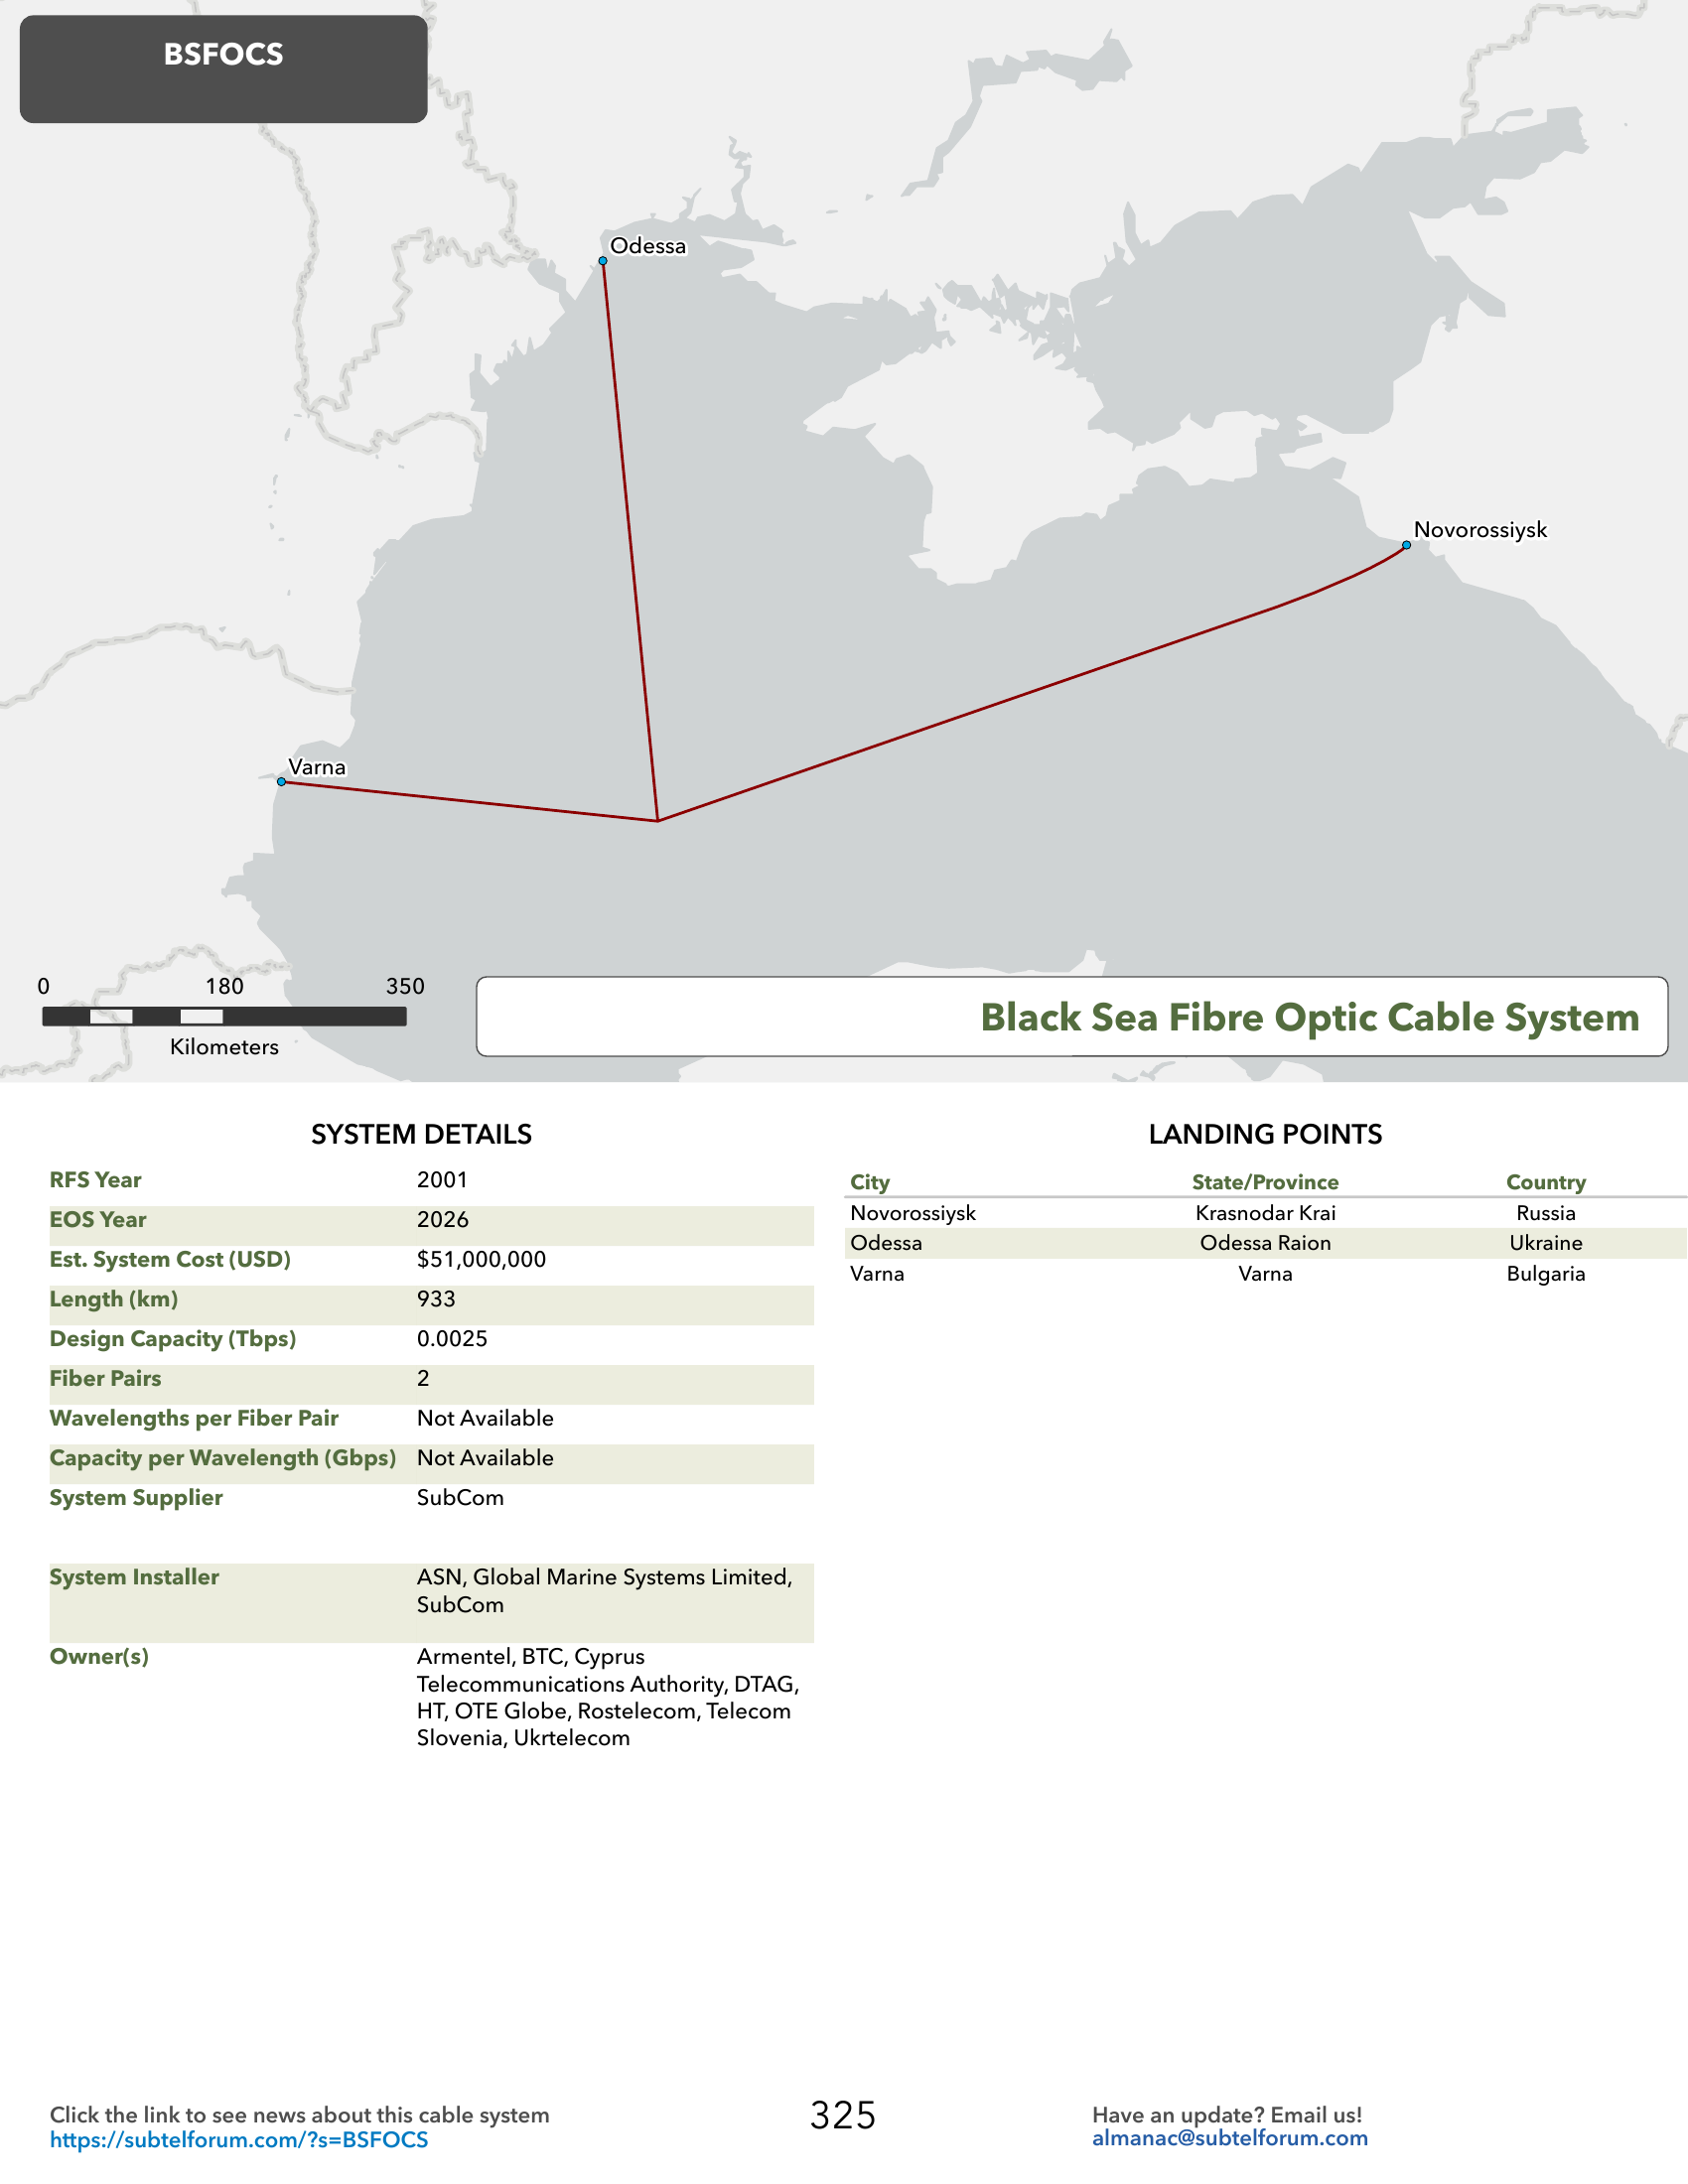 BSFOCS
Odessa
Novorossiysk
Varna
0 180 350
Kilometers
Black Sea Fibre Optic Cable System
SYSTEM DETAILS
RFS Year 2001
EOS Year 2026
Est. System Cost (USD) $51,000,000
Length (km) 933
Design Capacity (Tbps) 0.0025
Fiber Pairs 2
Wavelengths per Fiber Pair Not Available
Capacity per Wavelength (Gbps) Not Available
System Supplier SubCom
System Installer ASN, Global Marine Systems Limited,
SubCom
Owner(s) Armentel, BTC, Cyprus
Telecommunications Authority, DTAG,
HT, OTE Globe, Rostelecom, Telecom
Slovenia, Ukrtelecom
LANDING POINTS
City State/Province Country
Novorossiysk Krasnodar Krai Russia
Odessa Odessa Raion Ukraine
Varna Varna Bulgaria
Click the link to see news about this cable system
https://subtelforum.com/?s=BSFOCS
325
Have an update? Email us!
almanac@subtelforum.com